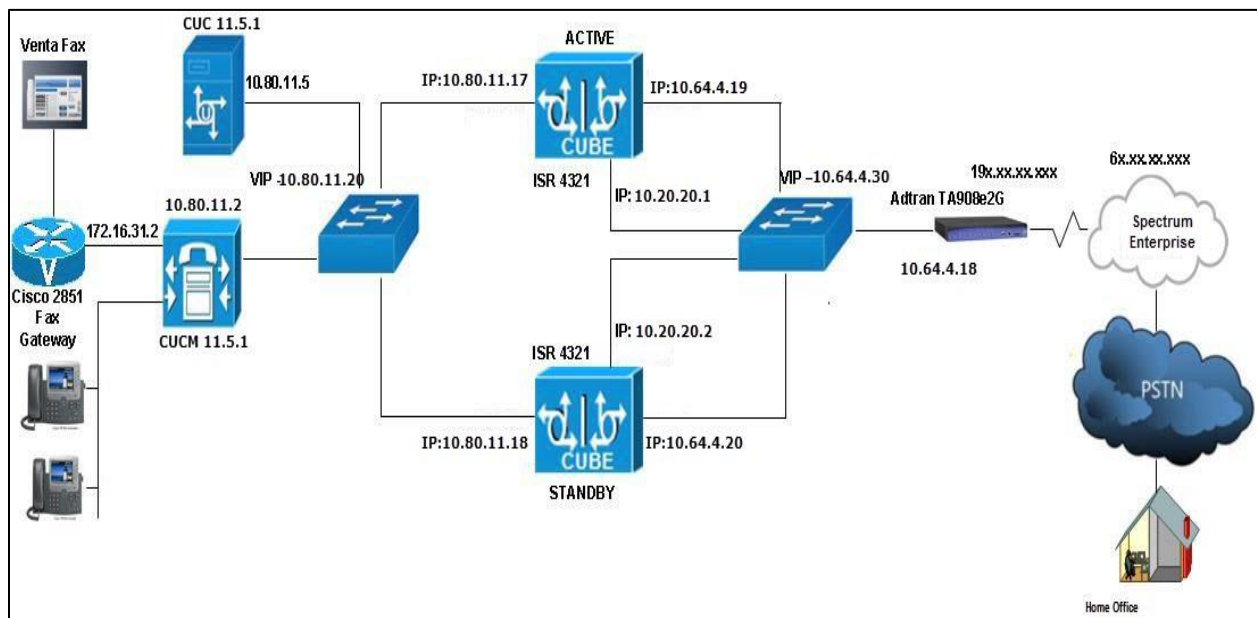 CUC 11.5.1
Venta Fax
10.80.11.5
ACTIVE
IP:10.80.11.17
IP:10.64.4.19
CUBE
ISR 4321
VIP -10.80.11.20
10.80.11.2
172.16.31.2
Cisco 2851
Fax
Gateway
CUCM 11.5.1
IP: 10.20.20.1
VIP –10.64.4.30
19x.xx.xx.xxx
6x.xx.xx.xxx
Adtran TA908e2G
10.64.4.18
Spectrum
Enterprise
IP: 10.20.20.2
ISR 4321
IP:10.80.11.18
IP:10.64.4.20
CUBE
STANDBY
PSTN
Home Office
U
V